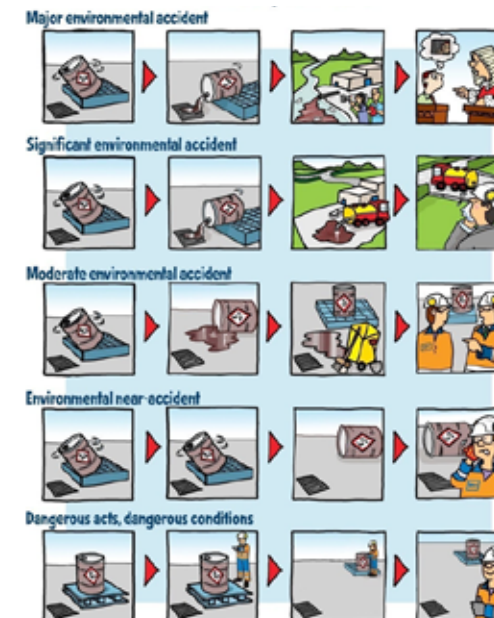 Major environmental accident
Significant environmental accident
Moderate environmental accident
Environmental near-accident
Dangerous acts, dangerous conditions